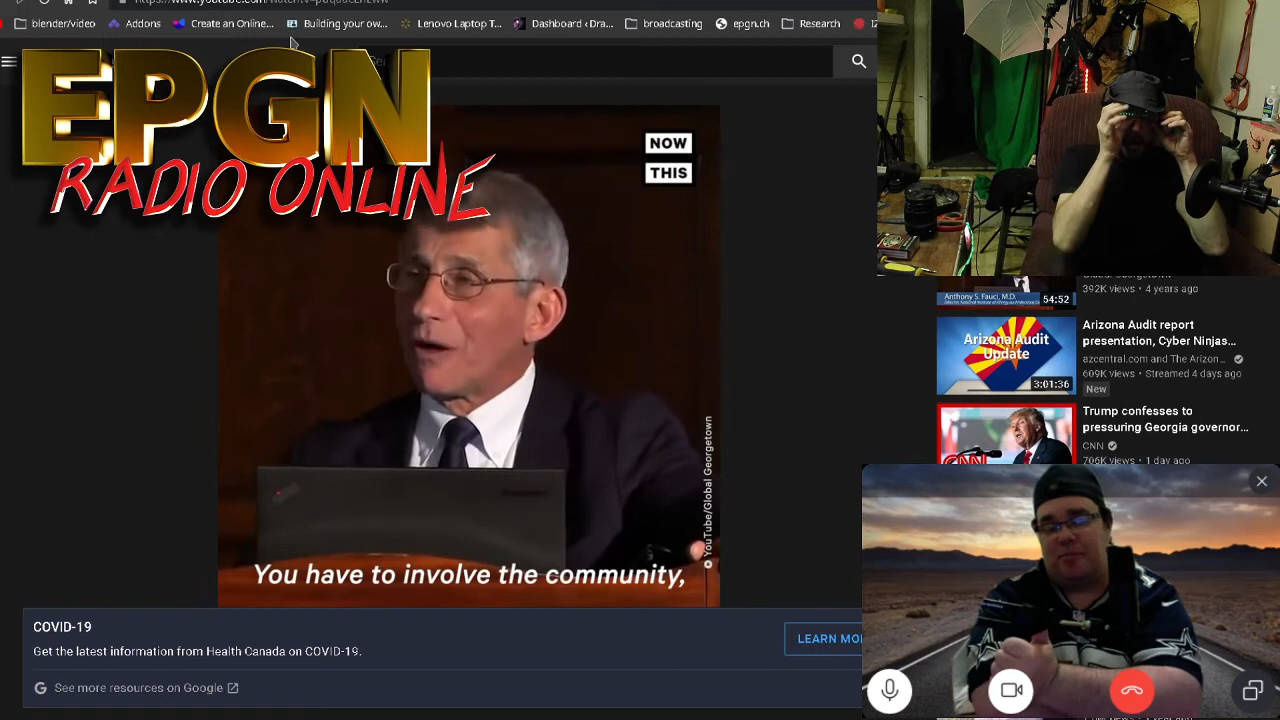 blender/video
Addons
Create an Online...
Building your ow...
Lenovo Laptop T...
Dashboard ‹ Dra...
broadcasting
epgn.ch
Research
EPGN
RADIO ONLINE
NOW
THIS
YouTube/Global Georgetown
You have to involve the community,
COVID-19
Get the latest information from Health Canada on COVID-19.
LEARN MO
See more resources on Google
Anthony S. Fauci, M.D.
54:52
392K views • 4 years ago
Arizona Audit
Update
3:01:36
Arizona Audit report
presentation, Cyber Ninjas...
azcentral.com and The Arizon...
609K views • Streamed 4 days ago
New
Trump confesses to
pressuring Georgia governor...
CNN
706K views • 1 day ago
CNN